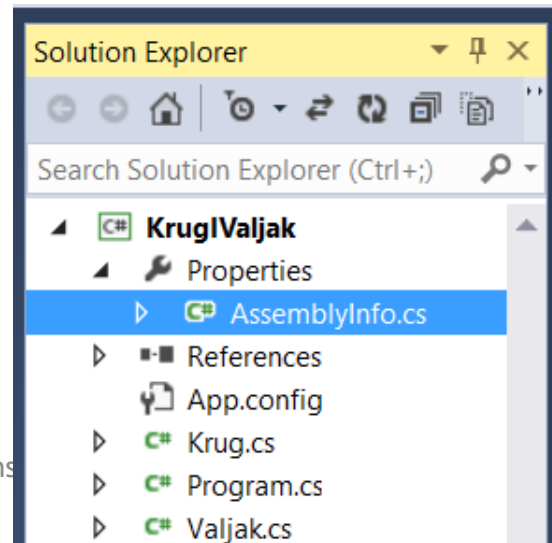 Solution Explorer
Search Solution Explorer (Ctrl+;)
C# KrugIValjak
Properties
C# AssemblyInfo.cs
References
App.config
C# Krug.cs
ns
C# Program.cs
C# Valjak.cs